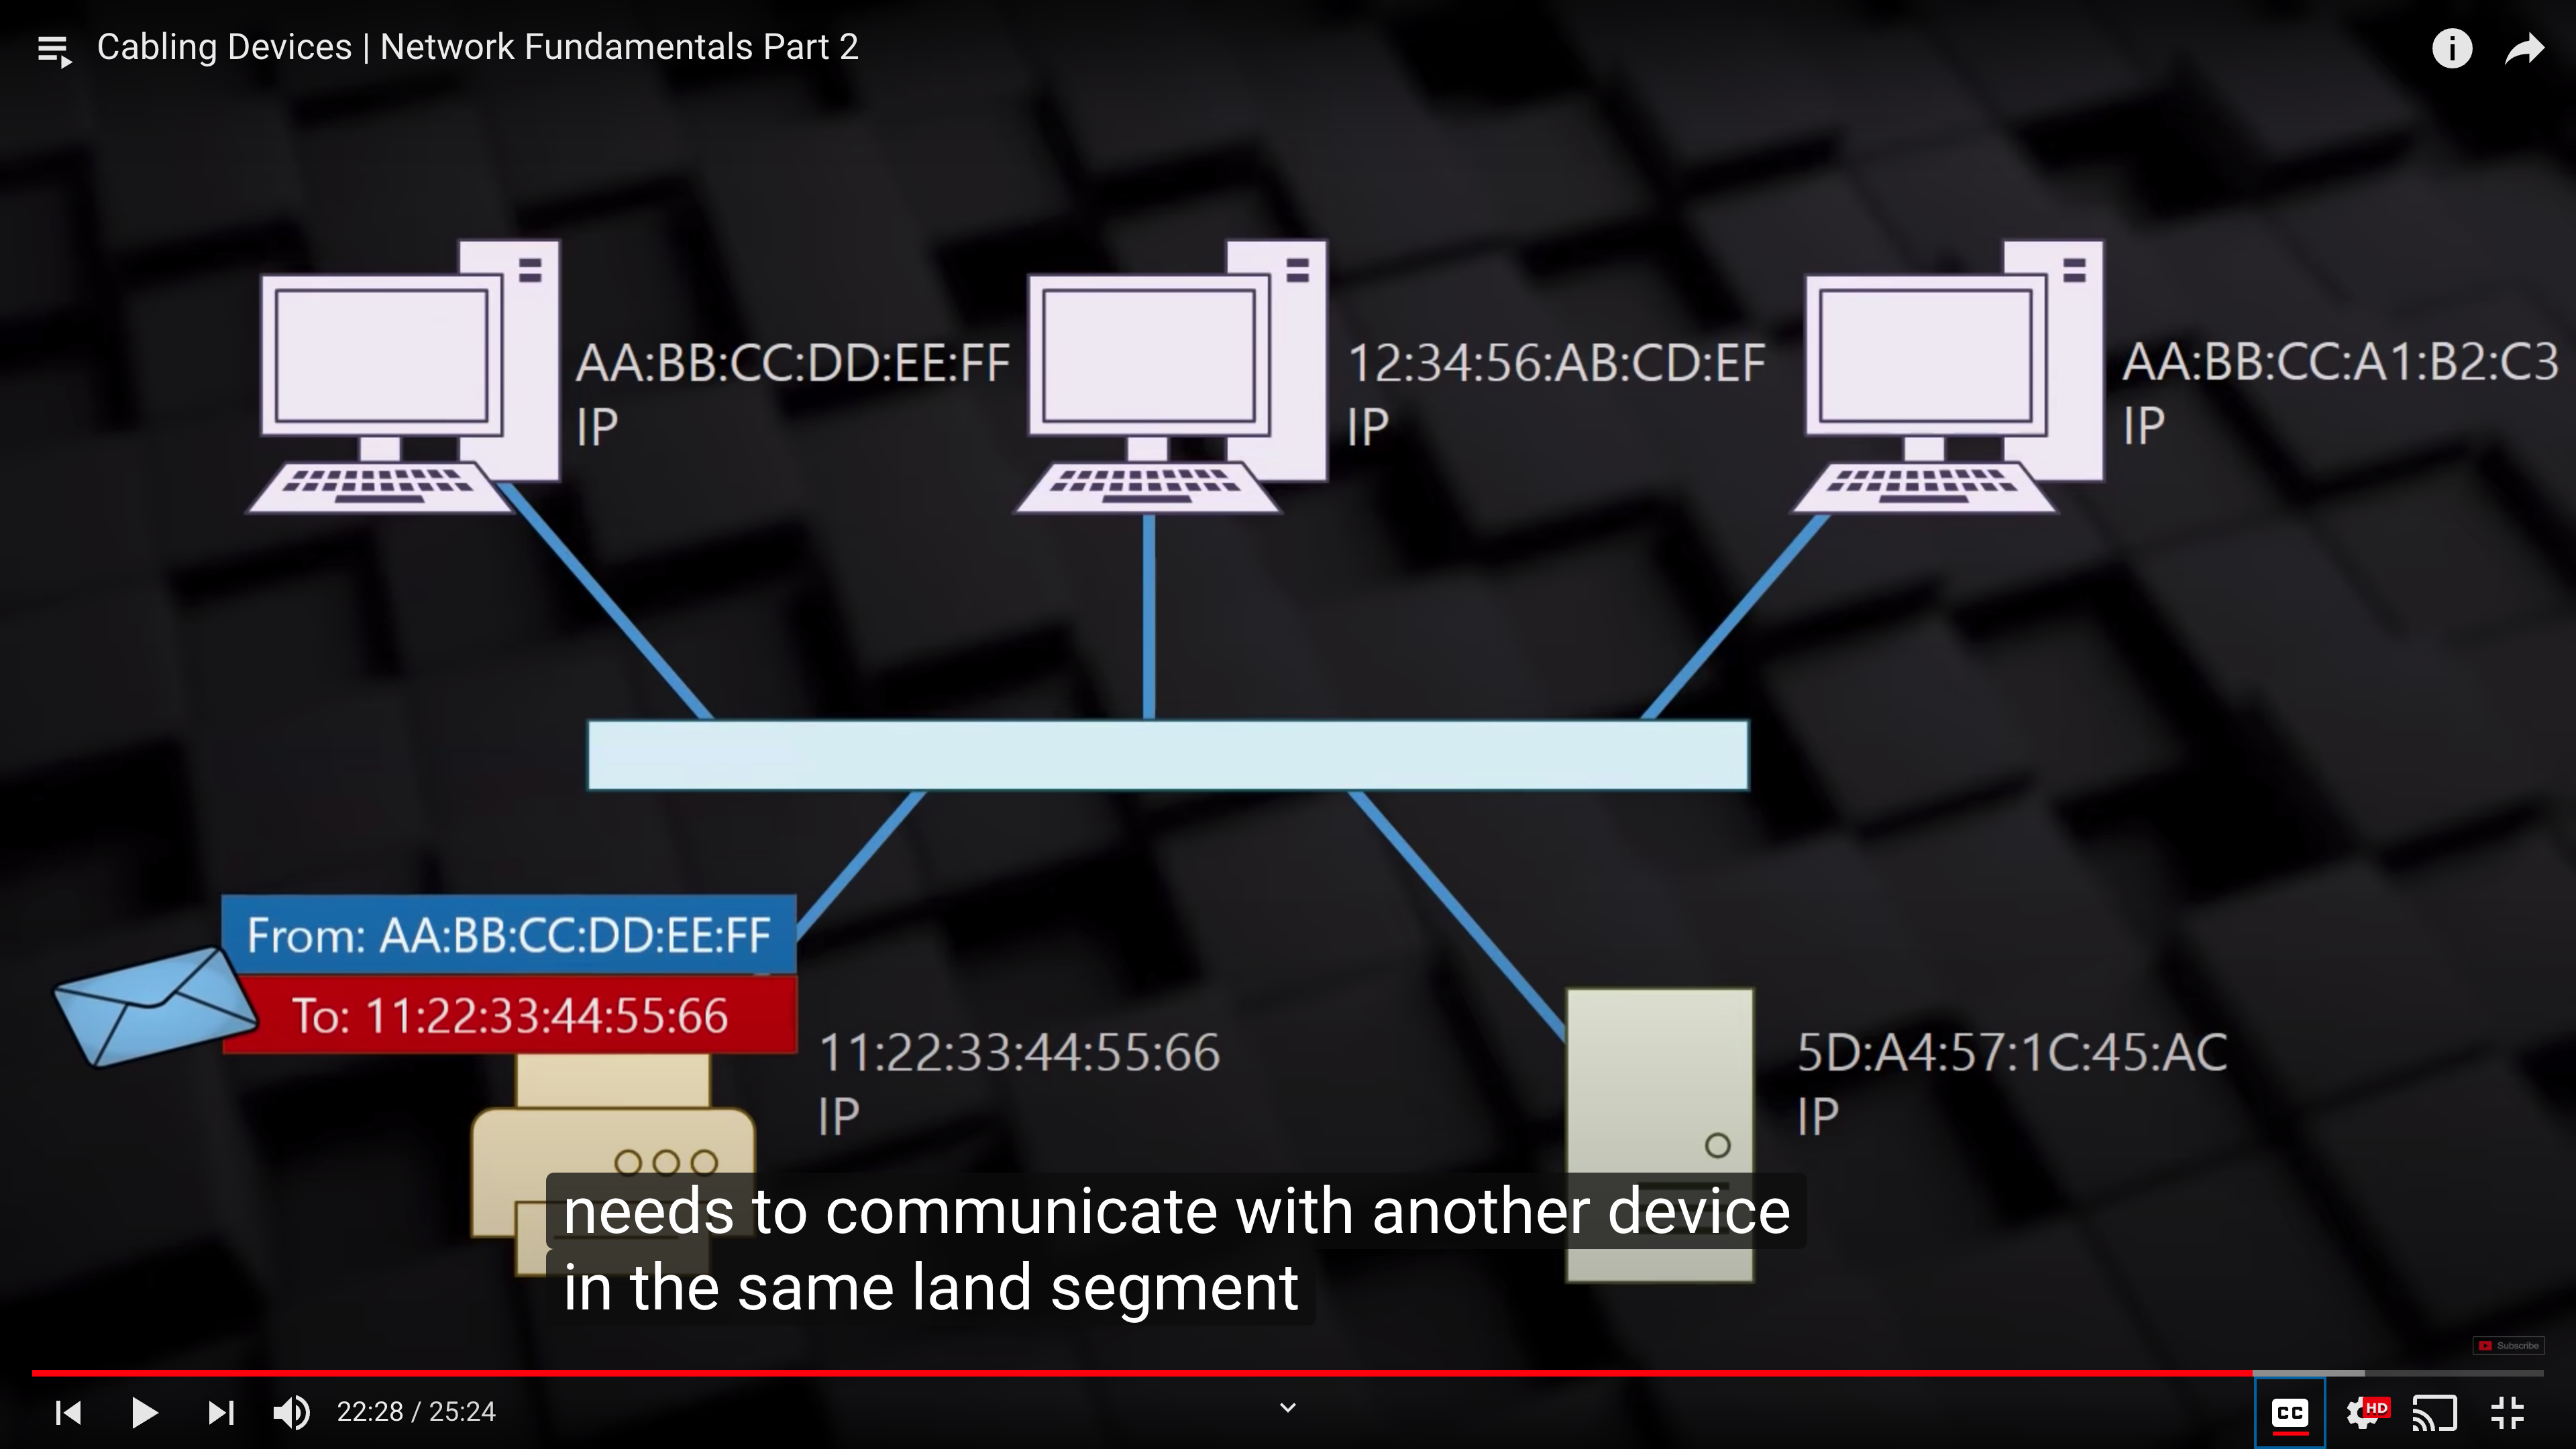 Cabling Devices | Network Fundamentals Part 2
i
AA:BB:CC:DD:EE:FF
IP
12:34:56:AB:CD:EF
IP
AA:BB:CC:A1:B2:C3
IP
From: AA:BB:CC:DD:EE:FF
To: 11:22:33:44:55:66
11:22:33:44:55:66
IP
5D:A4:57:1C:45:AC
IP
needs to communicate with another device
in the same land segment
Subscribe
22:28 / 25:24
CC
HD